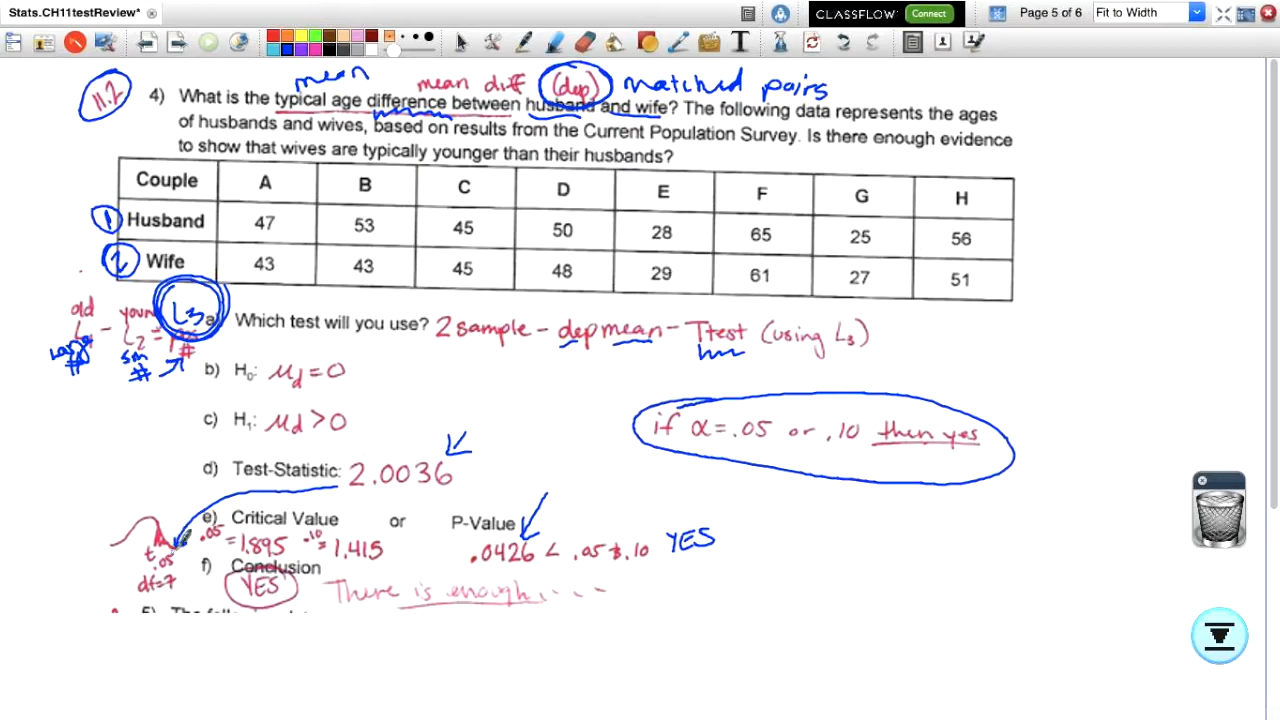 Stats.CH11testReview*
CLASSFLOW Connect
Page 5 of 6
Fit to Width
mean mean diff (dep) matched pairs
11.2
4) What is the typical age difference between husband and wife? The following data represents the ages
of husbands and wives, based on results from the Current Population Survey. Is there enough evidence
to show that wives are typically younger than their husbands?
Couple A B C D E F G H
1 Husband 47 53 45 50 28 65 25 56
2 Wife 43 43 45 48 29 61 27 51
old L3
L1 - L2 =
large # sm # #
Which test will you use? 2 sample - dep mean - Ttest (using L3)
b) H0: μd = 0
c) H1: μd > 0
if α = .05 or .10 then yes
d) Test-Statistic: 2.0036
e) Critical Value or P-Value
.05 = 1.895 .10 = 1.415 .0426 < .05 & .10 YES
t .05
df=7
f) Conclusion
YES There is enough....